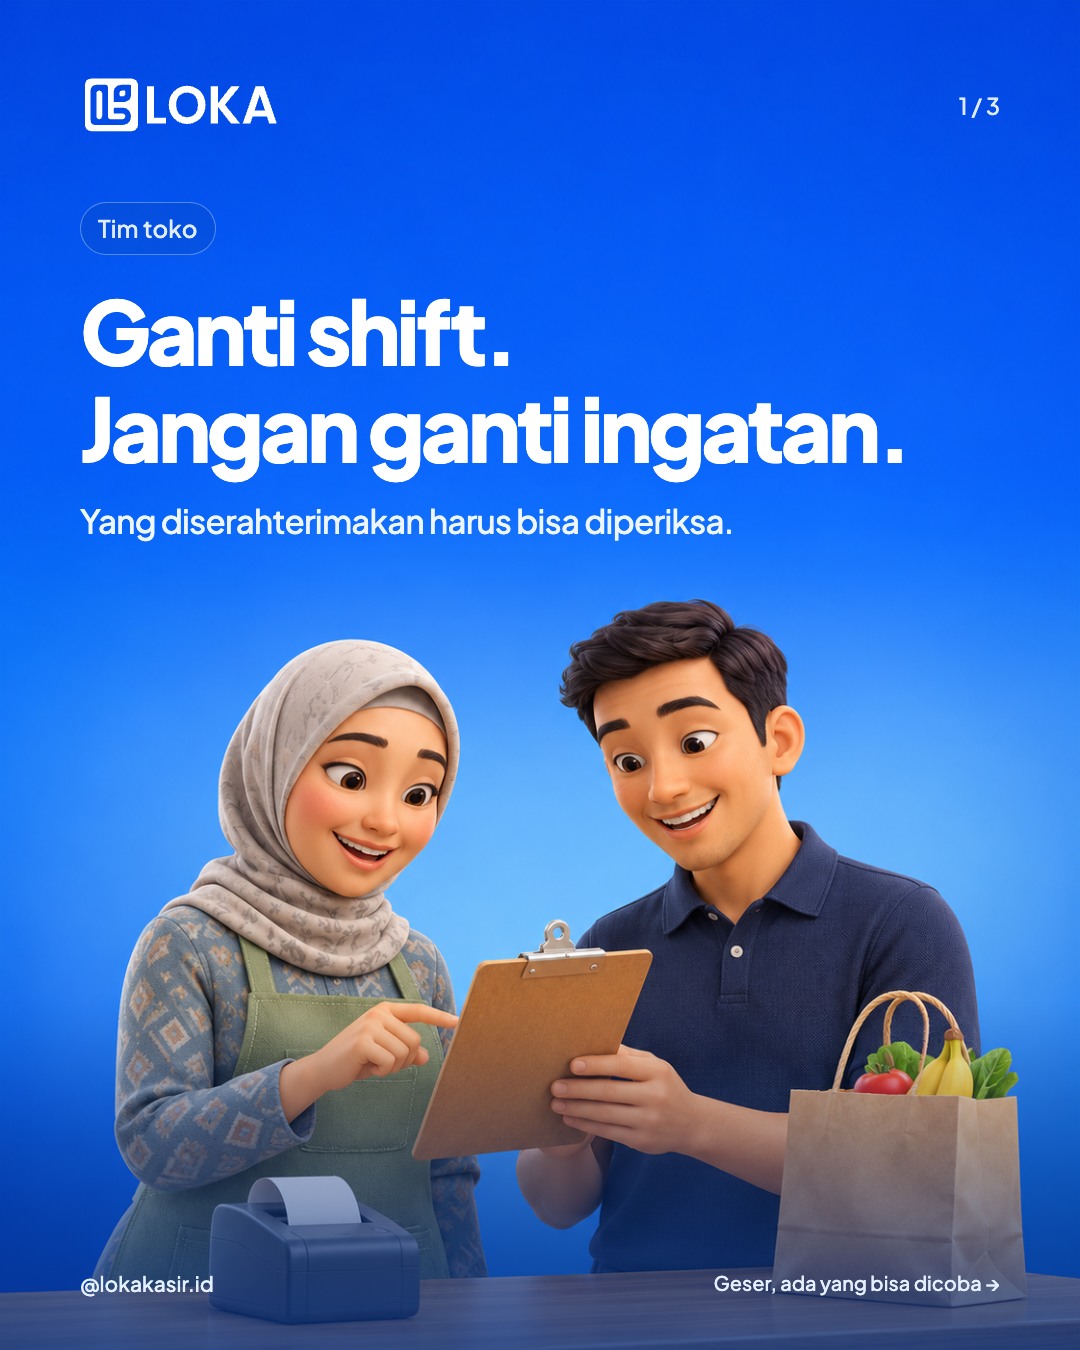 LOKA
1 / 3
Tim toko
Ganti shift.
Jangan ganti ingatan.
Yang diserahterimakan harus bisa diperiksa.
@lokakasir.id
Geser, ada yang bisa dicoba →